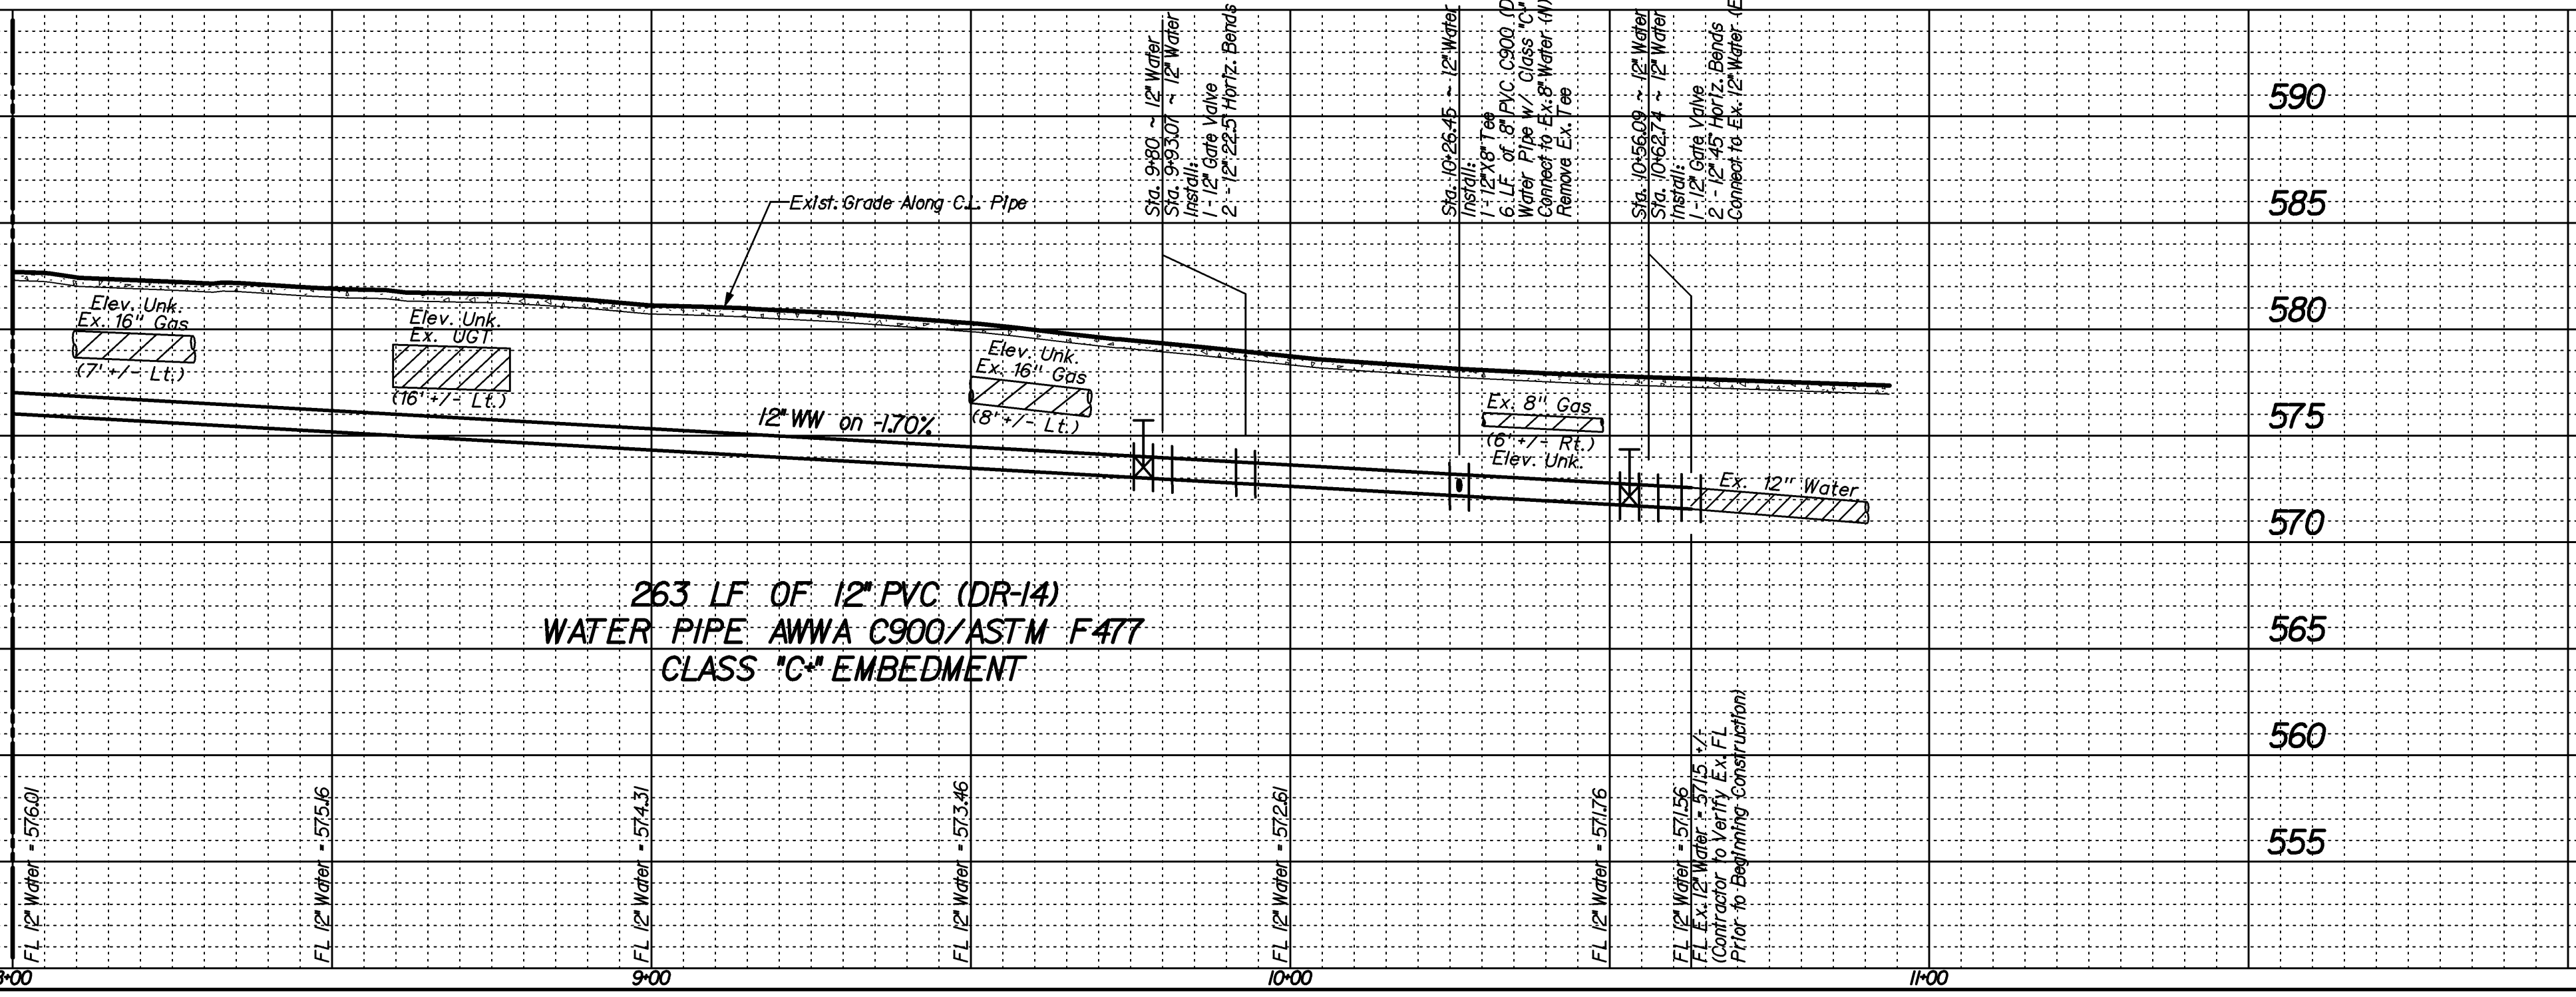 Sta. 9+80 ~ 12" Water
Sta. 9+93.07 ~ 12" Water
Install:
1 - 12" Gate Valve
2 - 12" 22.5° Horiz. Bends
Sta. 10+26.45 ~ 12" Water
Install:
1 - 12"X8" Tee
6 LF of 8" PVC C900 (D
Water Pipe w/ Class "C+"
Connect to Ex. 8" Water (N)
Remove Ex. Tee
Sta. 10+56.09 ~ 12" Water
Sta. 10+62.74 ~ 12" Water
Install:
1 - 12" Gate Valve
2 - 12" 45° Horiz. Bends
Connect to Ex. 12" Water (E
590
585
580
575
570
565
560
555
Exist. Grade Along C.L. Pipe
Elev. Unk.
Ex. 16" Gas
(7' +/- Lt.)
Elev. Unk.
Ex. UGT
(16' +/- Lt.)
Elev. Unk.
Ex. 16" Gas
(8' +/- Lt.)
12" WW on -1.70%
Ex. 8" Gas
(6' +/- Rt.)
Elev. Unk.
Ex. 12" Water
263 LF OF 12" PVC (DR-14)
WATER PIPE AWWA C900/ASTM F477
CLASS "C+" EMBEDMENT
FL 12" Water = 576.01
FL 12" Water = 575.16
FL 12" Water = 574.31
FL 12" Water = 573.46
FL 12" Water = 572.61
FL 12" Water = 571.76
FL 12" Water = 571.56
FL Ex. 12" Water = 571.5 +/-
(Contractor to Verify Ex. FL
Prior to Beginning Construction)
8+00
9+00
10+00
11+00